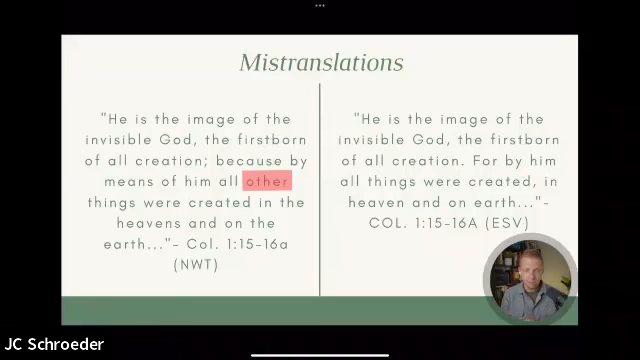 Mistranslations
"He is the image of the
invisible God, the firstborn
of all creation; because by
means of him all other
things were created in the
heavens and on the
earth..."- Col. 1:15-16a
(NWT)
"He is the image of the
invisible God, the firstborn
of all creation. For by him
all things were created, in
heaven and on earth..."-
COL. 1:15-16A (ESV)
JC Schroeder